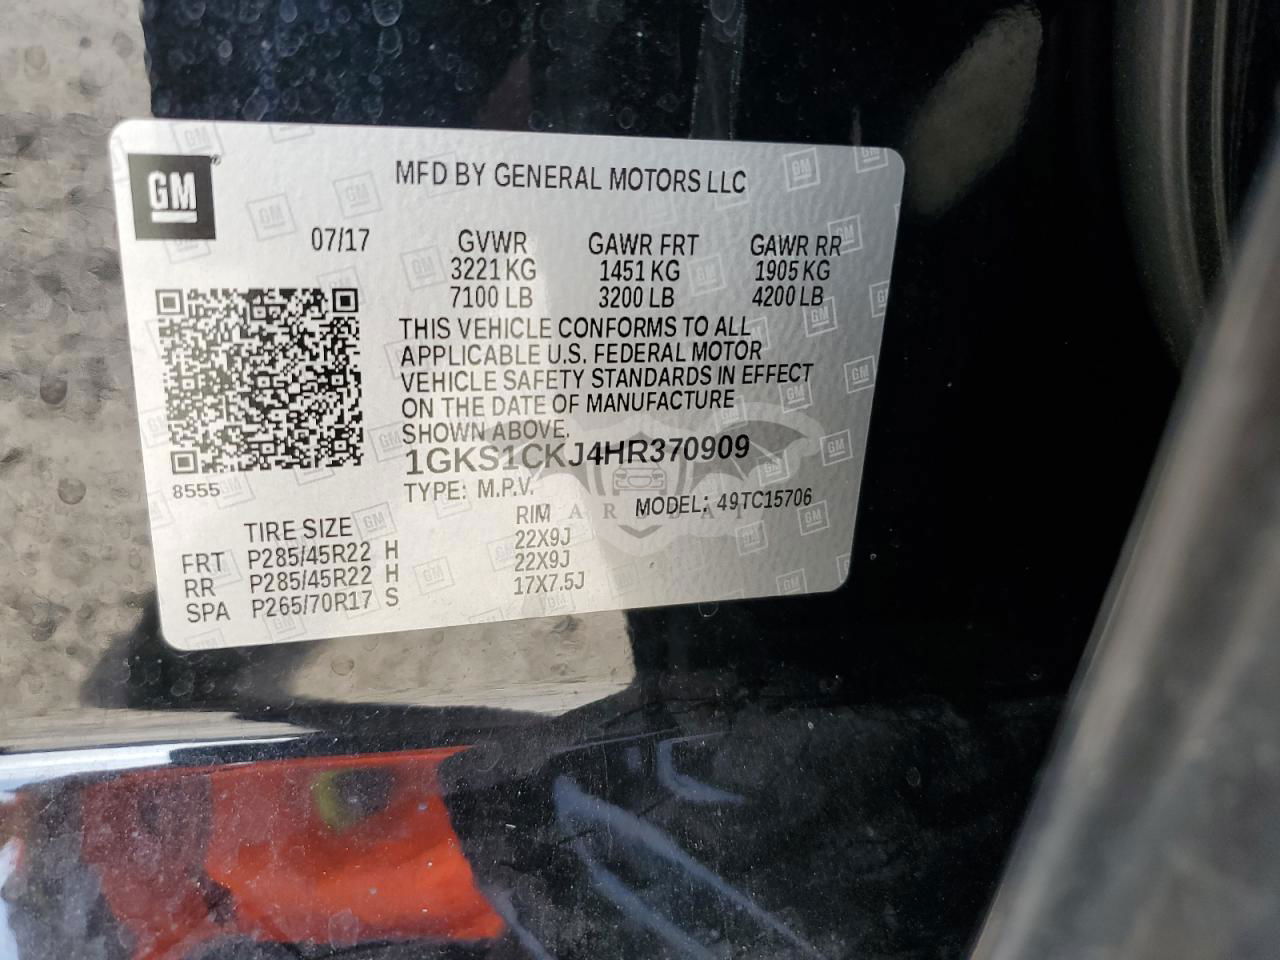 GM
MFD BY GENERAL MOTORS LLC
07/17 GVWR GAWR FRT GAWR RR
3221 KG 1451 KG 1905 KG
7100 LB 3200 LB 4200 LB
THIS VEHICLE CONFORMS TO ALL
APPLICABLE U.S. FEDERAL MOTOR
VEHICLE SAFETY STANDARDS IN EFFECT
ON THE DATE OF MANUFACTURE
SHOWN ABOVE.
1GKS1CKJ4HR370909
8555
TYPE: M.P.V. MODEL: 49TC15706
TIRE SIZE RIM
FRT P285/45R22 H 22X9J
RR P285/45R22 H 22X9J
SPA P265/70R17 S 17X7.5J